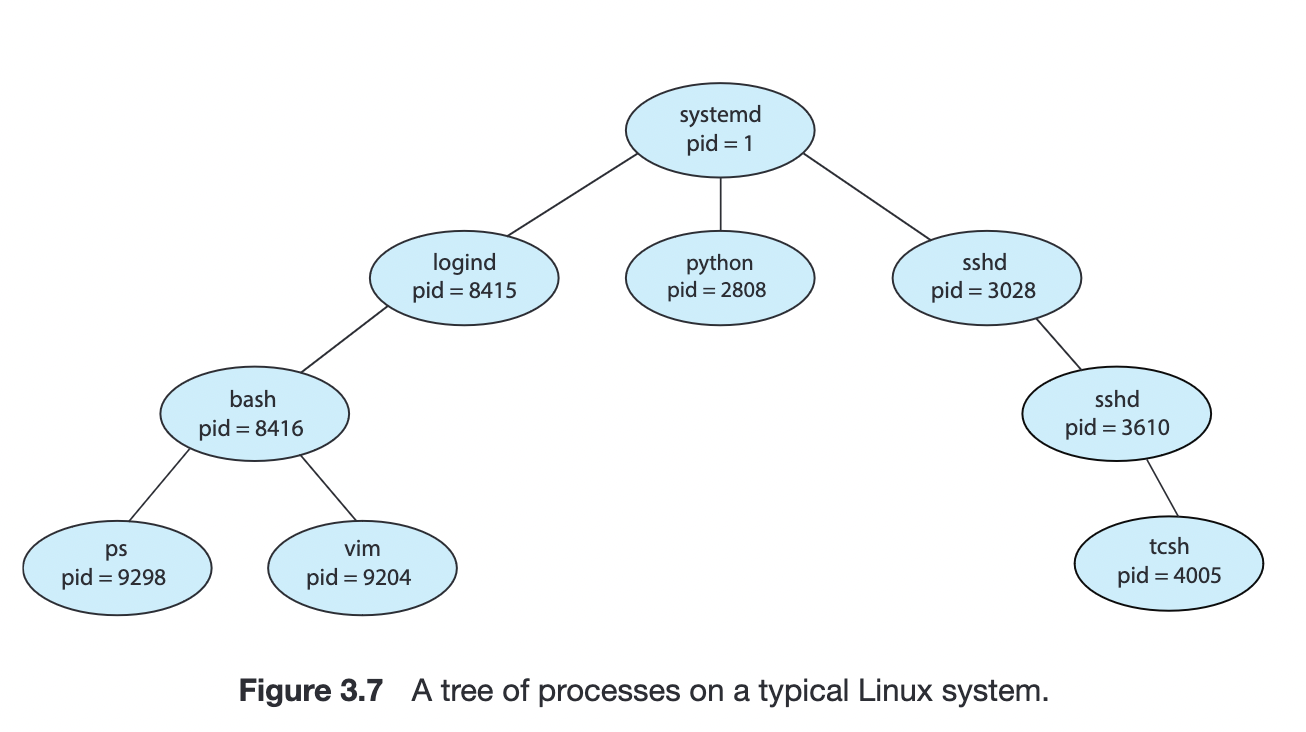 systemd
pid = 1
logind
pid = 8415
python
pid = 2808
sshd
pid = 3028
bash
pid = 8416
sshd
pid = 3610
ps
pid = 9298
vim
pid = 9204
tcsh
pid = 4005
Figure 3.7 A tree of processes on a typical Linux system.